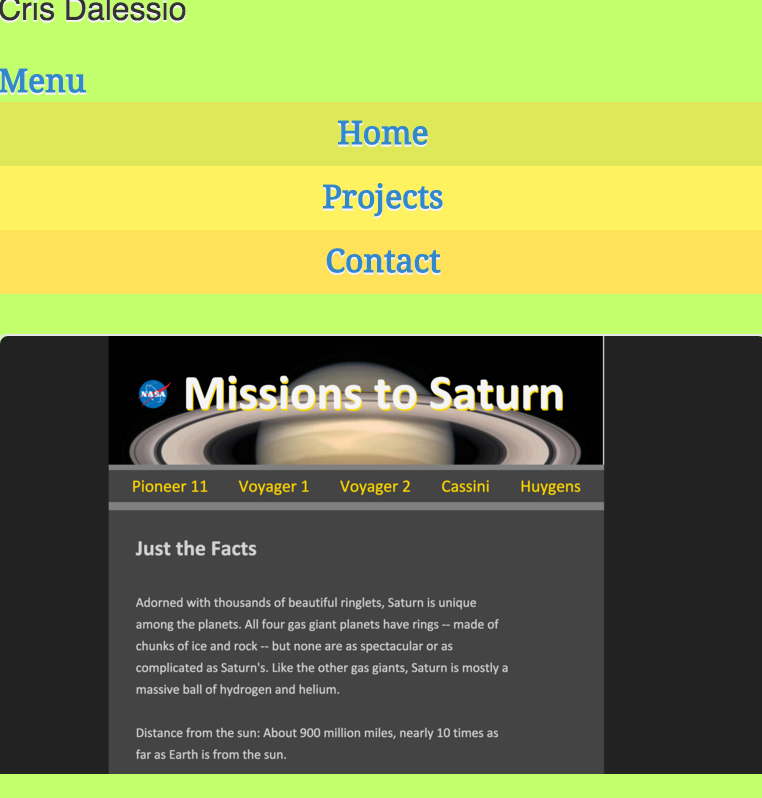 Cris Dalessio
Menu
Home
Projects
Contact
NASA
Missions to Saturn
Pioneer 11 Voyager 1 Voyager 2 Cassini Huygens
Just the Facts
Adorned with thousands of beautiful ringlets, Saturn is unique
among the planets. All four gas giant planets have rings -- made of
chunks of ice and rock -- but none are as spectacular or as
complicated as Saturn's. Like the other gas giants, Saturn is mostly a
massive ball of hydrogen and helium.
Distance from the sun: About 900 million miles, nearly 10 times as
far as Earth is from the sun.